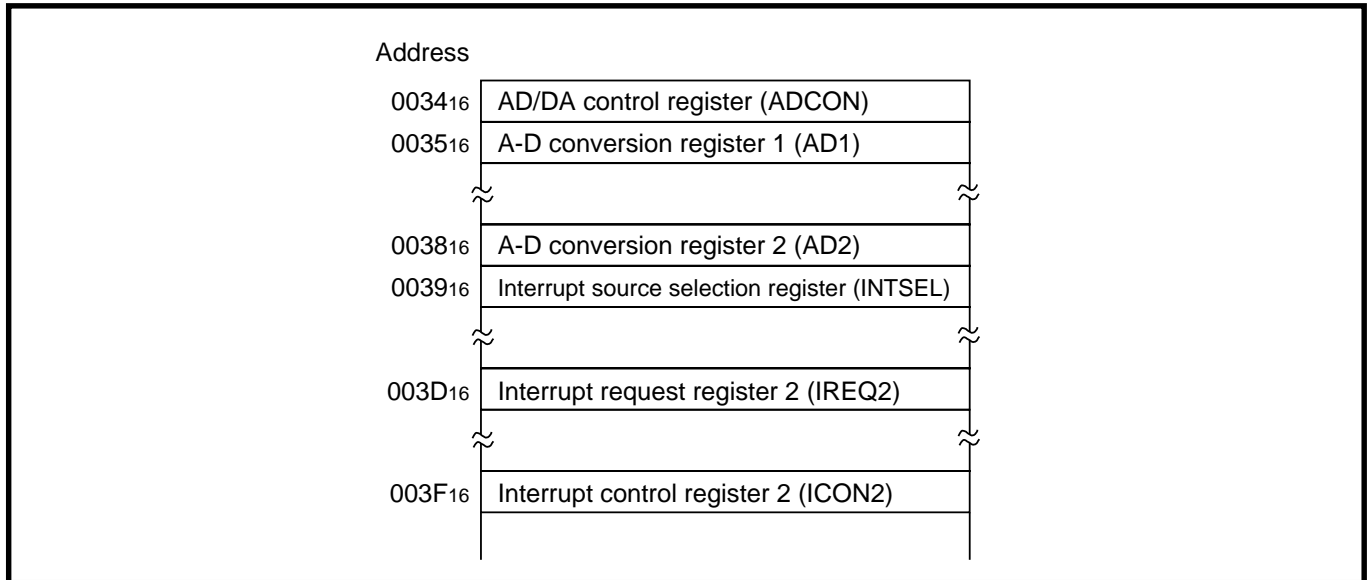 Address
0034₁₆ AD/DA control register (ADCON)
0035₁₆ A-D conversion register 1 (AD1)
0038₁₆ A-D conversion register 2 (AD2)
0039₁₆ Interrupt source selection register (INTSEL)
003D₁₆ Interrupt request register 2 (IREQ2)
003F₁₆ Interrupt control register 2 (ICON2)